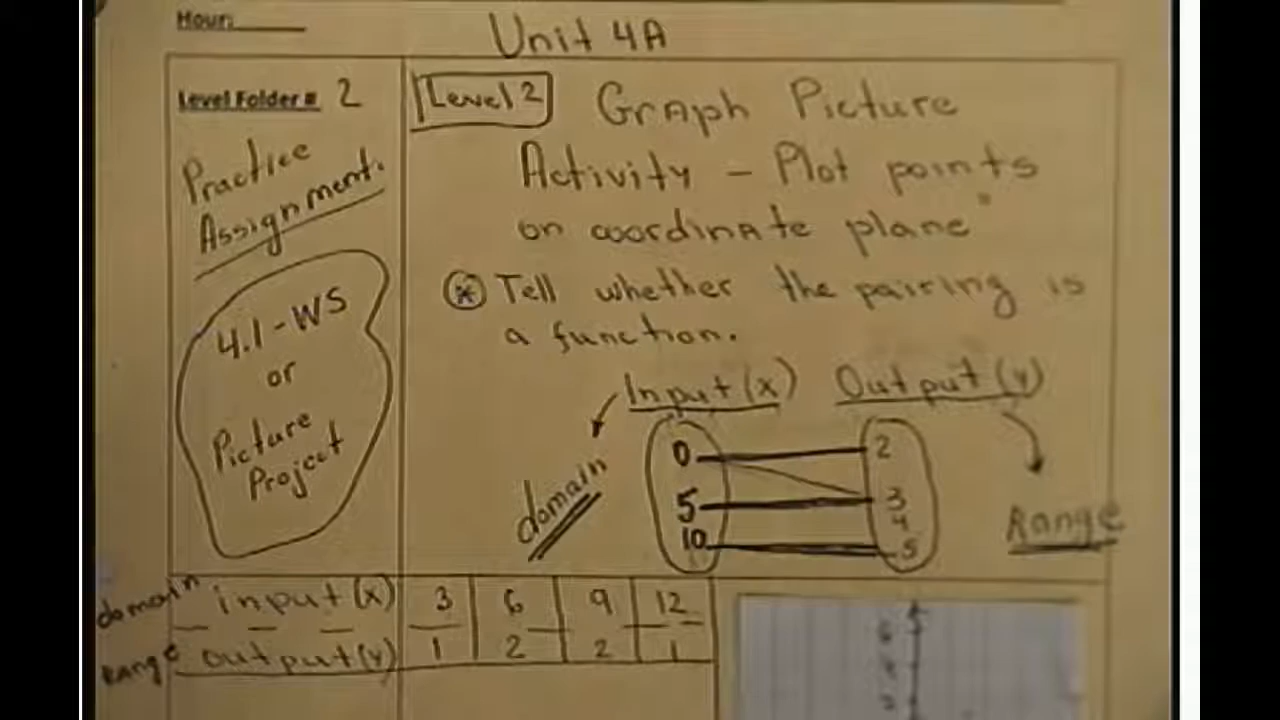 Hour:
Unit 4A
Level Folder # 2
Practice
Assignment.
4.1-WS
or
Picture
Project
Level 2
Graph Picture
Activity - Plot points
on coordinate plane"
* Tell whether the pairing is
a function.
Input (x) Output (y)
domain
Range
0 2
5 3
4
10 5
domain input (x) 3 6 9 12
Range output (y) 1 2 2 1